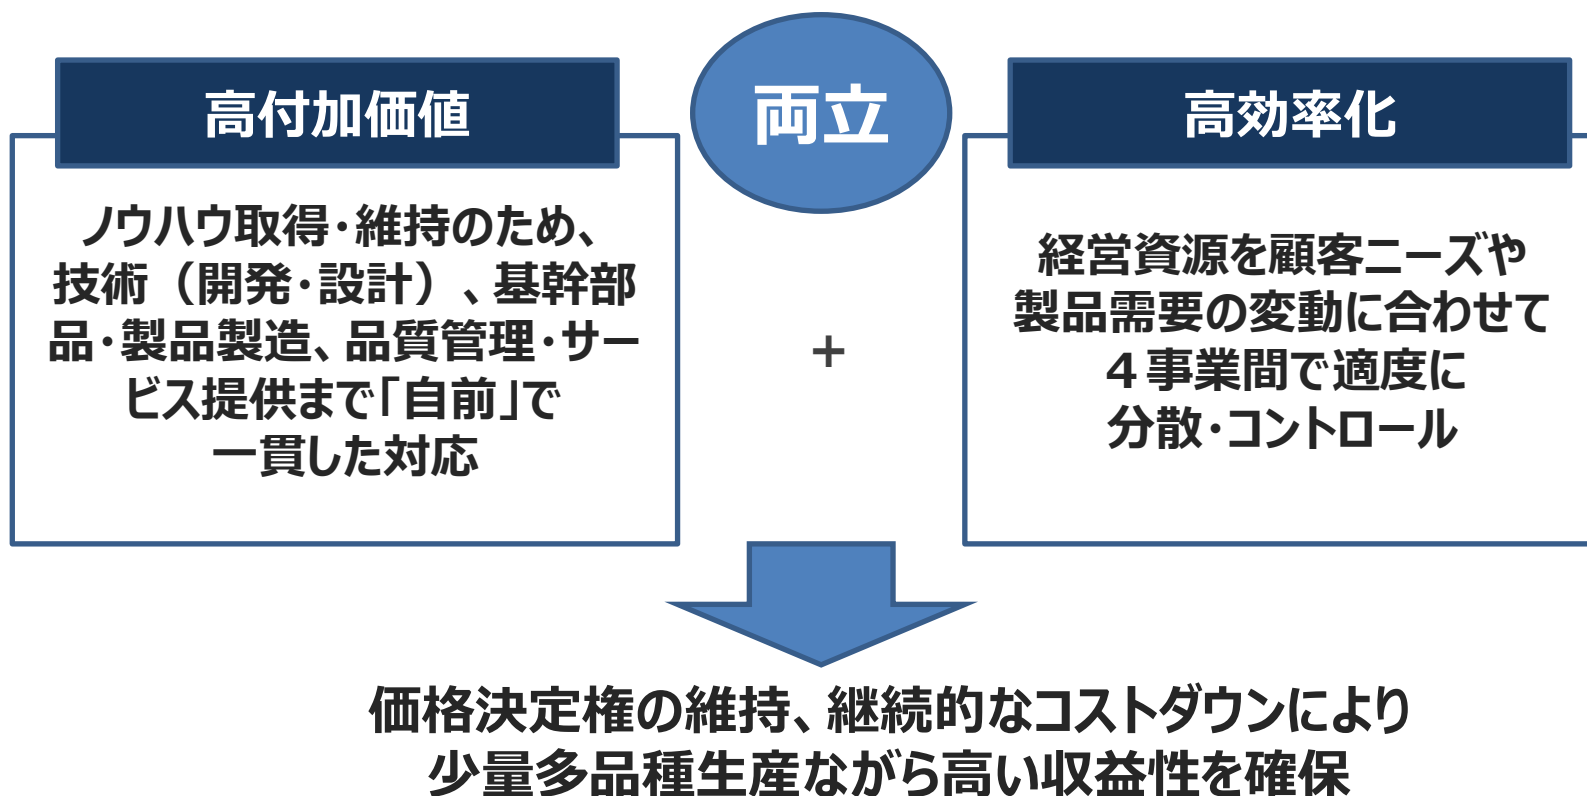 高付加価値
ノウハウ取得・維持のため、
技術（開発・設計）、基幹部
品・製品製造、品質管理・サー
ビス提供まで「自前」で
一貫した対応
両立
+
高効率化
経営資源を顧客ニーズや
製品需要の変動に合わせて
４事業間で適度に
分散・コントロール
価格決定権の維持、継続的なコストダウンにより
少量多品種生産ながら高い収益性を確保